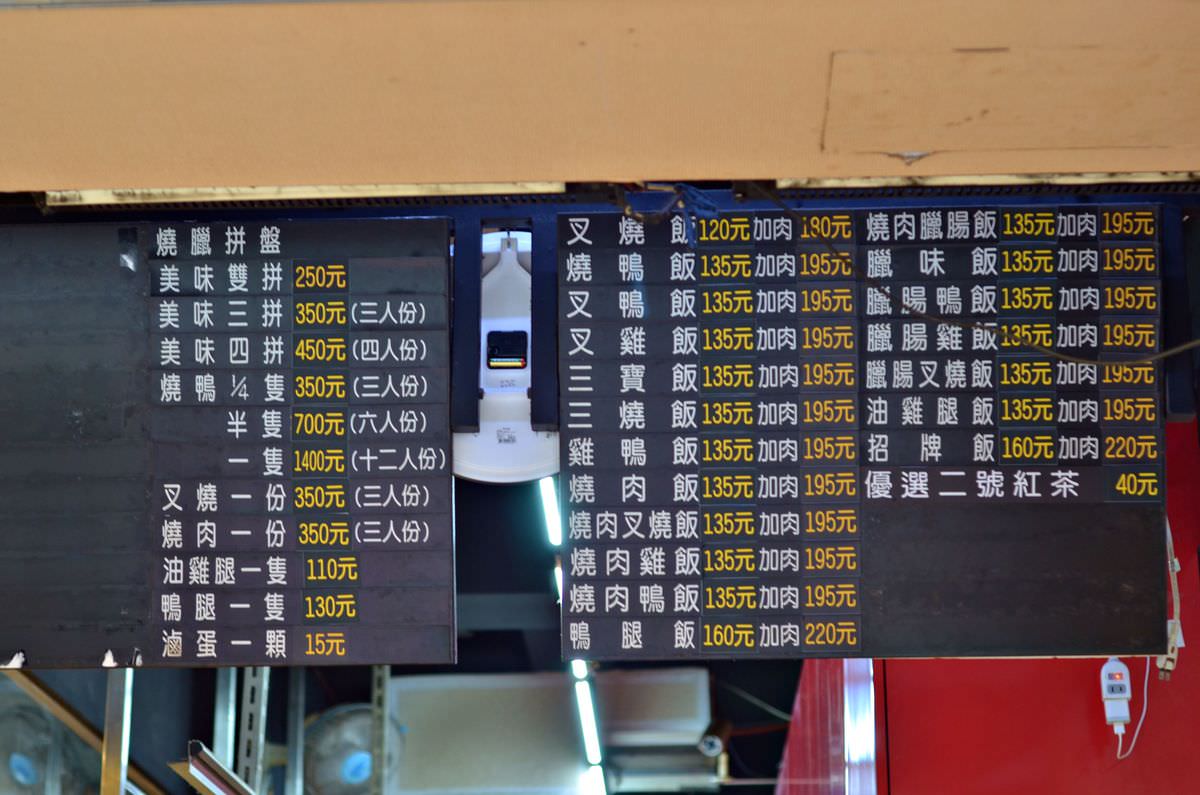 燒臘拼盤
美味雙拼 250元
美味三拼 350元 (三人份)
美味四拼 450元 (四人份)
燒鴨¼隻 350元 (三人份)
半隻 700元 (六人份)
一隻 1400元 (十二人份)
叉燒一份 350元 (三人份)
燒肉一份 350元 (三人份)
油雞腿一隻 110元
鴨腿一隻 130元
滷蛋一顆 15元
叉燒飯 120元 加肉 180元
燒鴨飯 135元 加肉 195元
叉鴨飯 135元 加肉 195元
叉雞飯 135元 加肉 195元
三寶飯 135元 加肉 195元
三燒飯 135元 加肉 195元
雞鴨飯 135元 加肉 195元
燒肉飯 135元 加肉 195元
燒肉叉燒飯 135元 加肉 195元
燒肉雞飯 135元 加肉 195元
燒肉鴨飯 135元 加肉 195元
鴨腿飯 160元 加肉 220元
燒肉臘腸飯 135元 加肉 195元
臘味飯 135元 加肉 195元
臘腸鴨飯 135元 加肉 195元
臘腸雞飯 135元 加肉 195元
臘腸叉燒飯 135元 加肉 195元
油雞腿飯 135元 加肉 195元
招牌飯 160元 加肉 220元
優選二號紅茶 40元